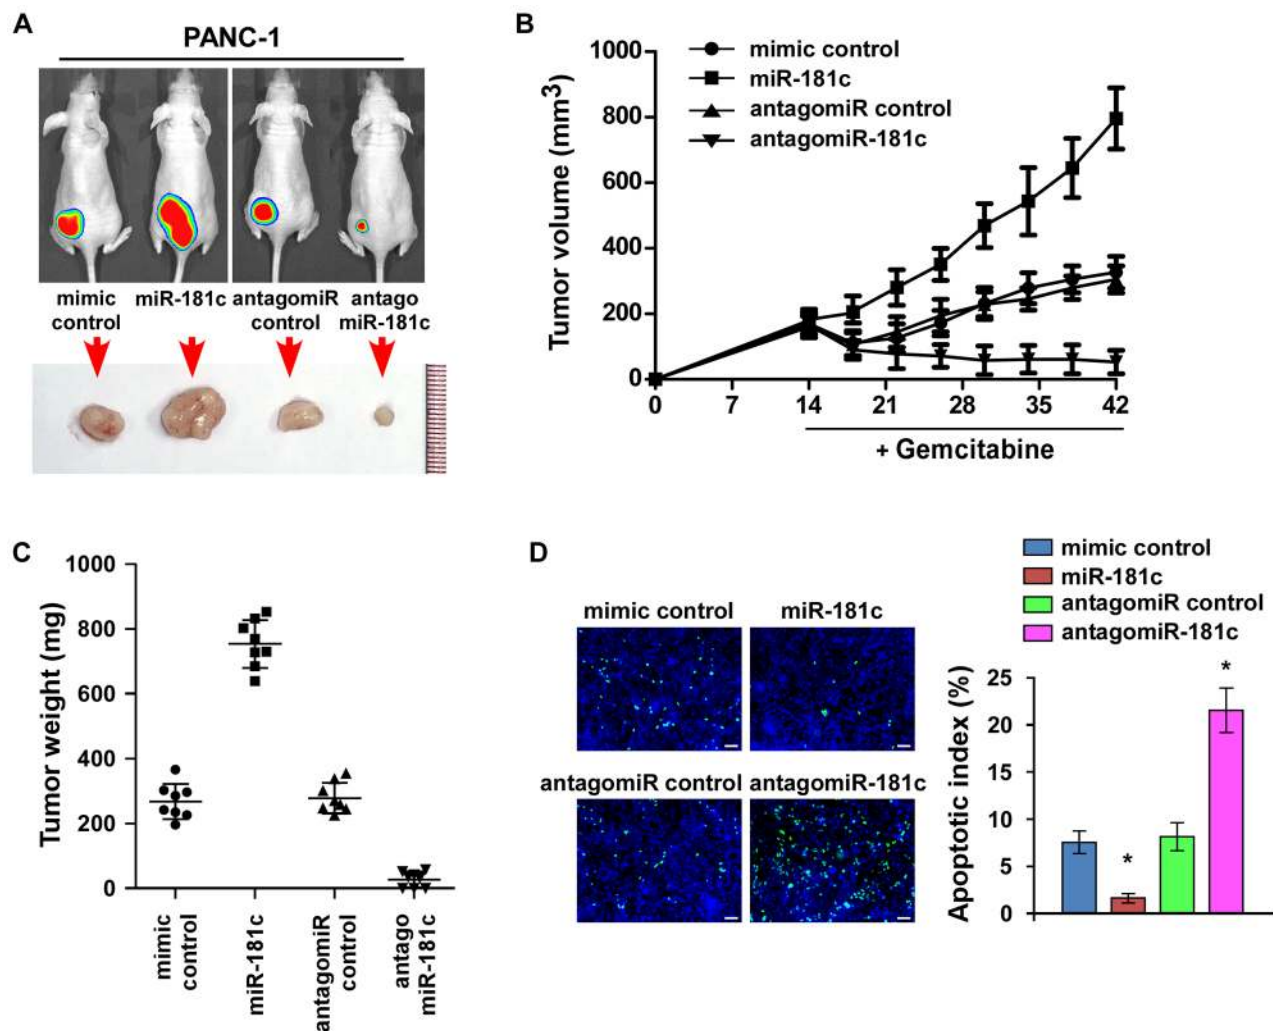 A
PANC-1
mimic control
miR-181c
antagomiR control
antago miR-181c
B
Tumor volume (mm³)
1000
800
600
400
200
0
mimic control
miR-181c
antagomiR control
antagomiR-181c
0 7 14 21 28 35 42
+ Gemcitabine
C
Tumor weight (mg)
1000
800
600
400
200
0
mimic
control
miR-181c
antagomiR
control
antago
miR-181c
D
mimic control
miR-181c
antagomiR control
antagomiR-181c
mimic control
miR-181c
antagomiR control
antagomiR-181c
Apoptotic index (%)
25
20
15
10
5
0
*
*